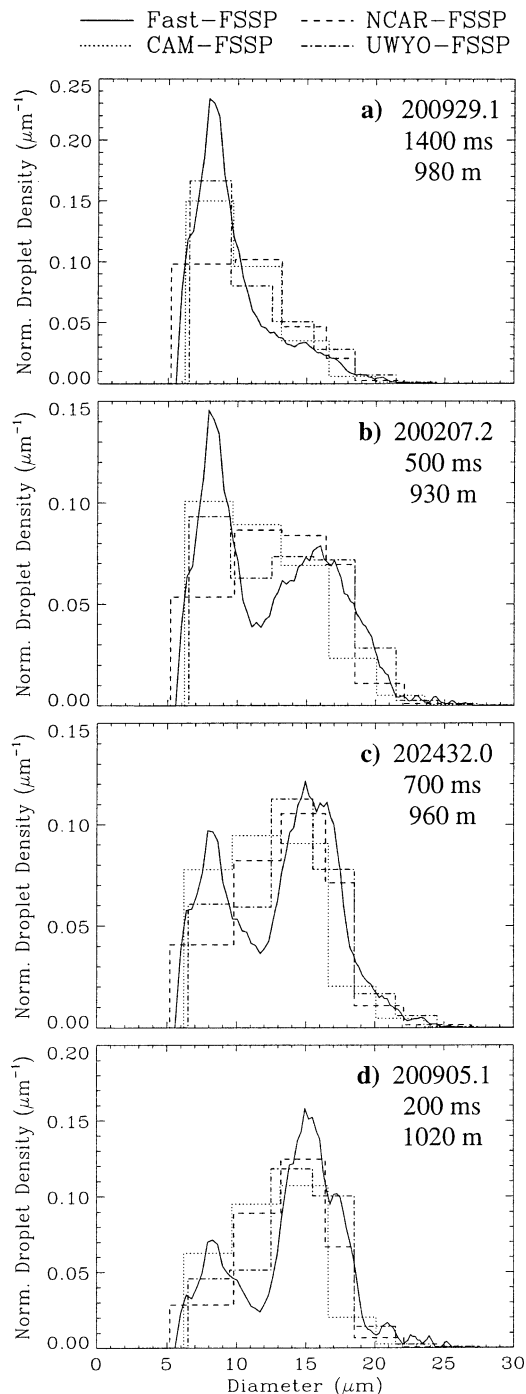 Fast-FSSP NCAR-FSSP
CAM-FSSP UWYO-FSSP
a) 200929.1
1400 ms
980 m
Norm. Droplet Density (μm⁻¹)
0.25
0.20
0.15
0.10
0.05
0.00
b) 200207.2
500 ms
930 m
Norm. Droplet Density (μm⁻¹)
0.15
0.10
0.05
0.00
c) 202432.0
700 ms
960 m
Norm. Droplet Density (μm⁻¹)
0.15
0.10
0.05
0.00
d) 200905.1
200 ms
1020 m
Norm. Droplet Density (μm⁻¹)
0.20
0.15
0.10
0.05
0.00
0 5 10 15 20 25 30
Diameter (μm)